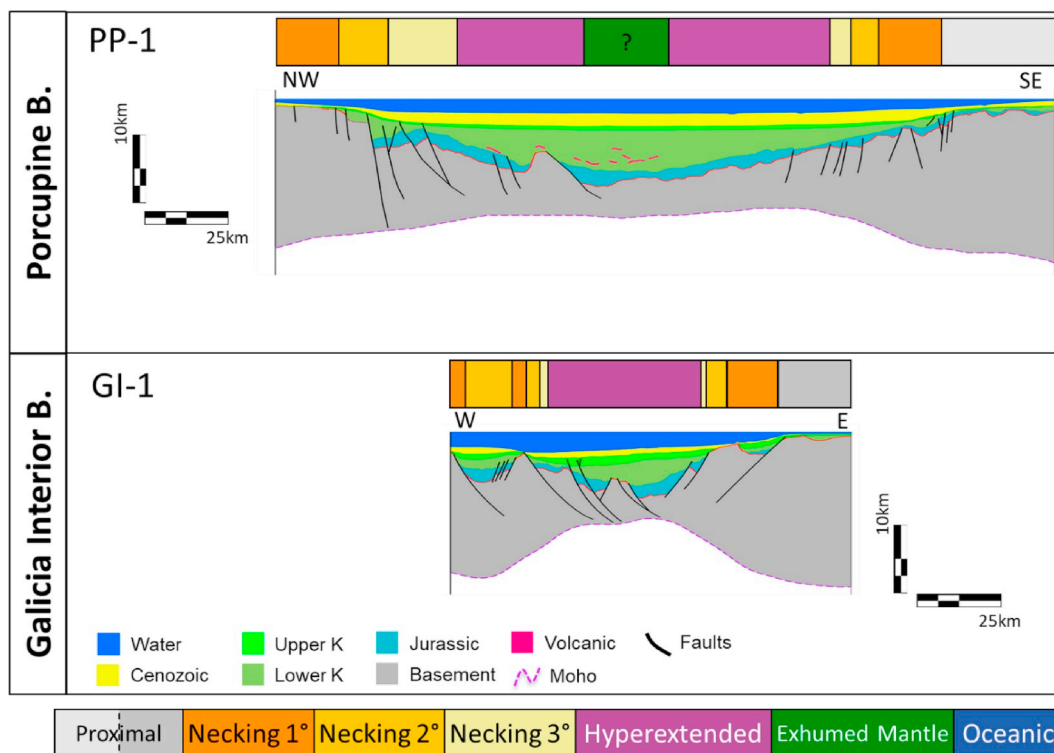 Porcupine B.
PP-1
?
NW
SE
10km
25km
Galicia Interior B.
GI-1
W
E
10km
25km
Water
Upper K
Jurassic
Volcanic
Faults
Cenozoic
Lower K
Basement
Moho
Proximal
Necking 1°
Necking 2°
Necking 3°
Hyperextended
Exhumed Mantle
Oceanic